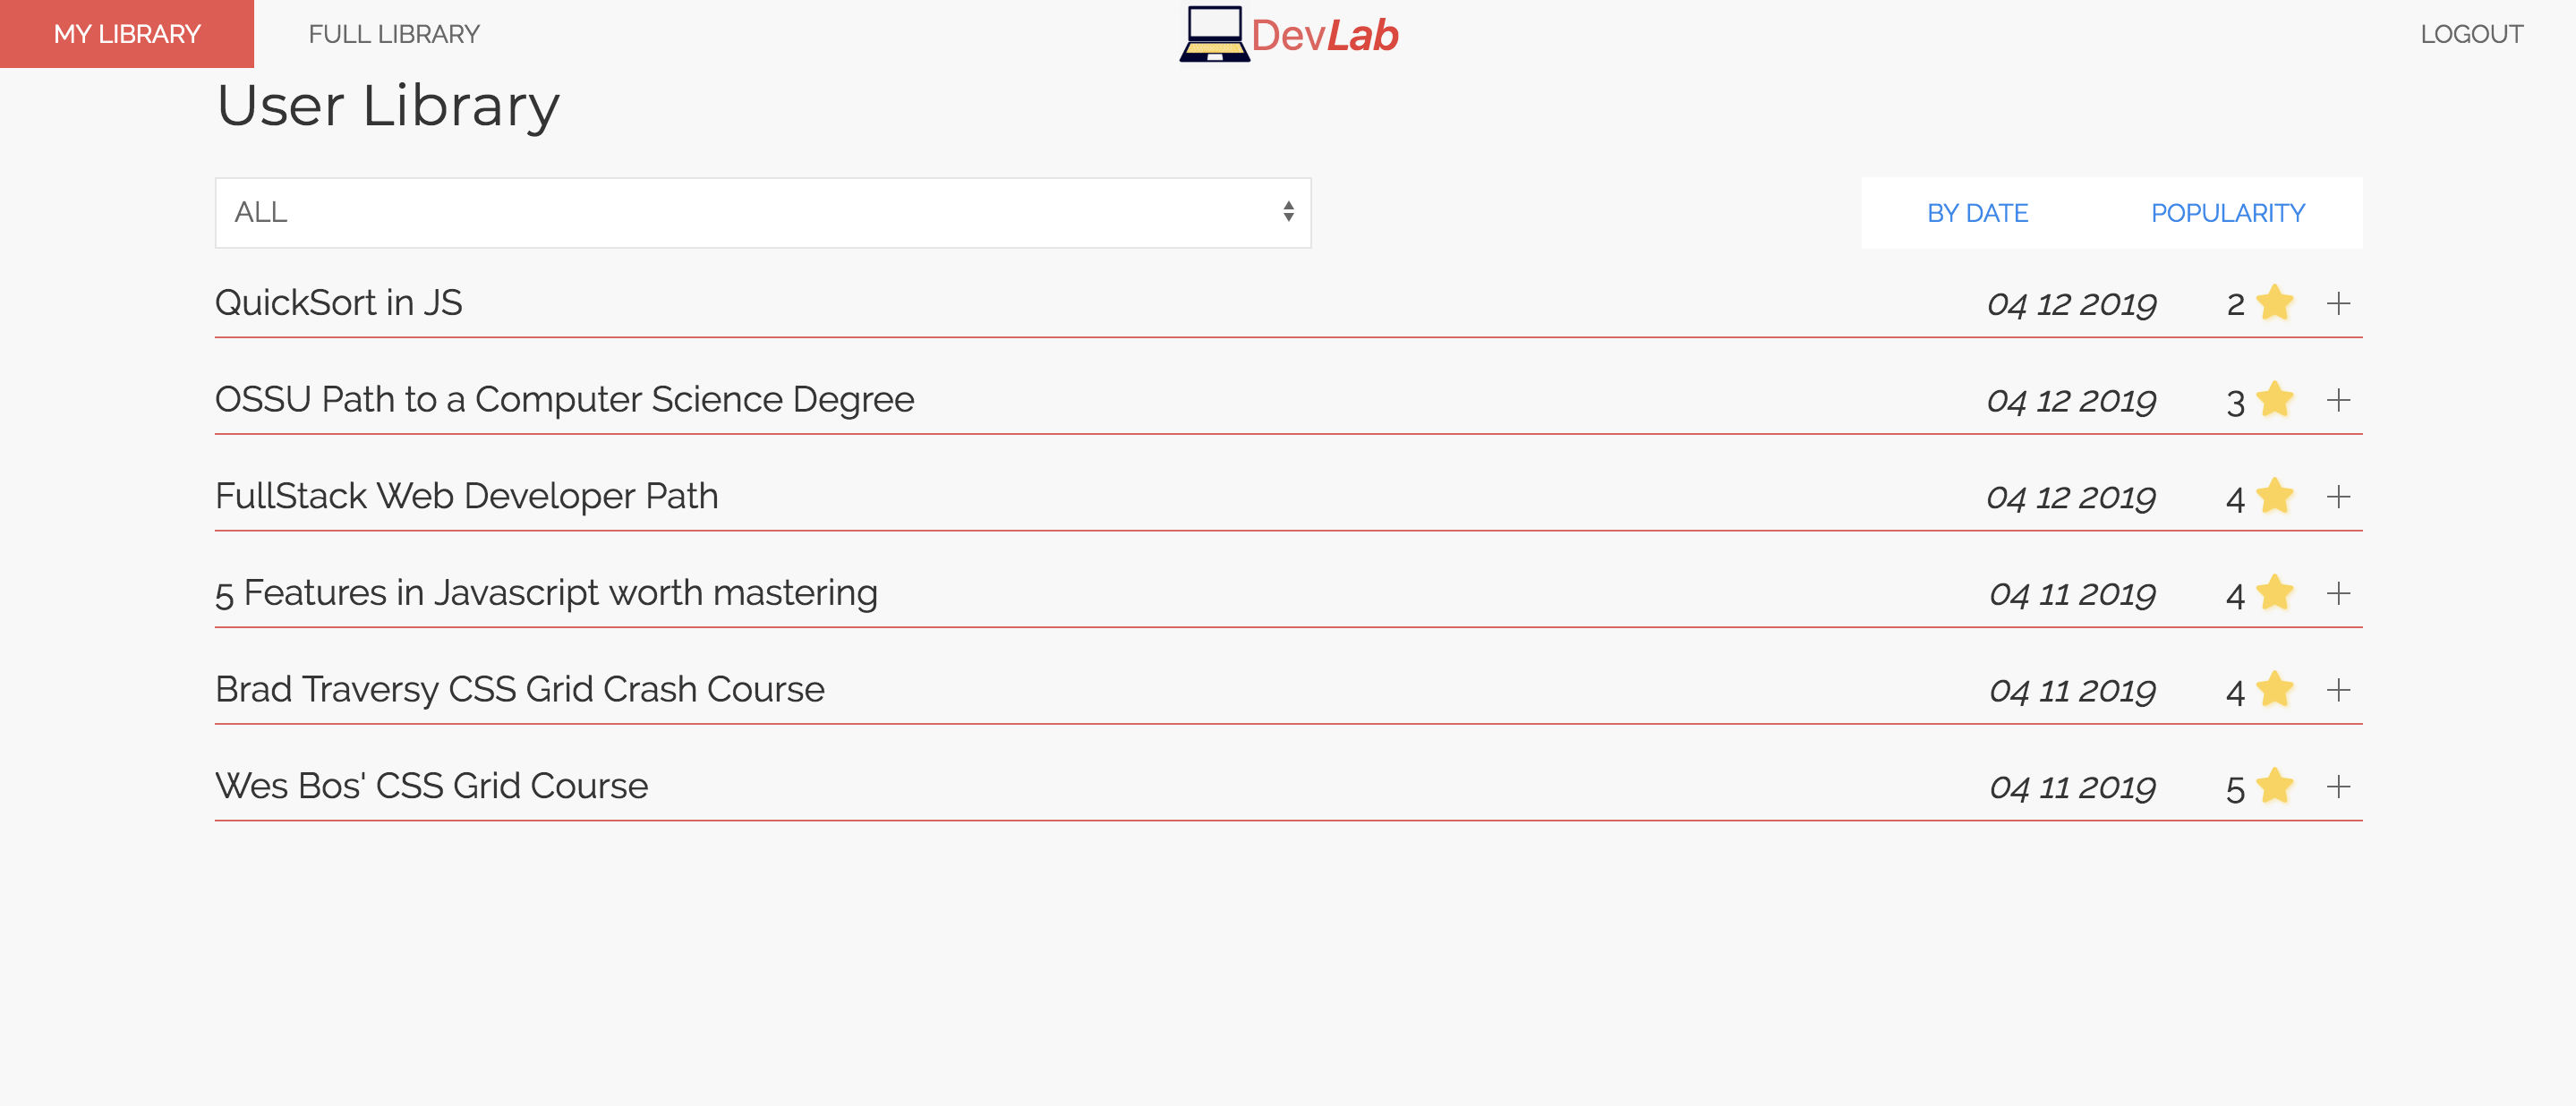 MY LIBRARY FULL LIBRARY DevLab LOGOUT
User Library
ALL BY DATE POPULARITY
QuickSort in JS 04 12 2019 2
OSSU Path to a Computer Science Degree 04 12 2019 3
FullStack Web Developer Path 04 12 2019 4
5 Features in Javascript worth mastering 04 11 2019 4
Brad Traversy CSS Grid Crash Course 04 11 2019 4
Wes Bos' CSS Grid Course 04 11 2019 5